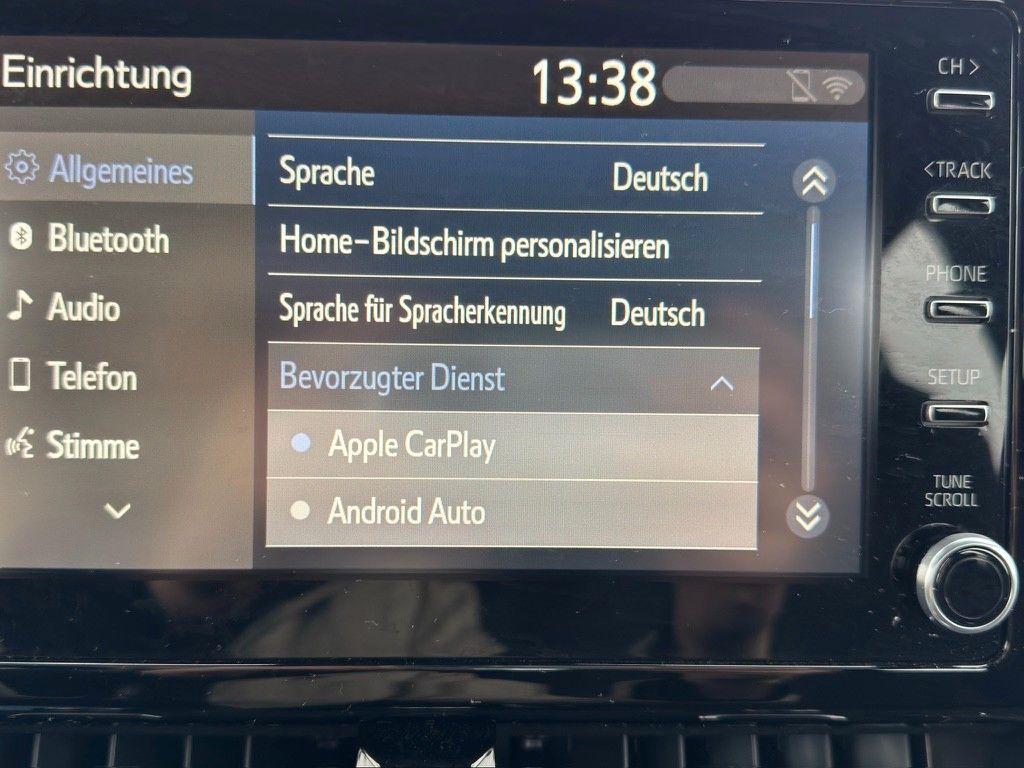 Einrichtung
13:38
Allgemeines
Bluetooth
Audio
Telefon
Stimme
Sprache Deutsch
Home-Bildschirm personalisieren
Sprache für Spracherkennung Deutsch
Bevorzugter Dienst
Apple CarPlay
Android Auto
CH >
< TRACK
PHONE
SETUP
TUNE
SCROLL